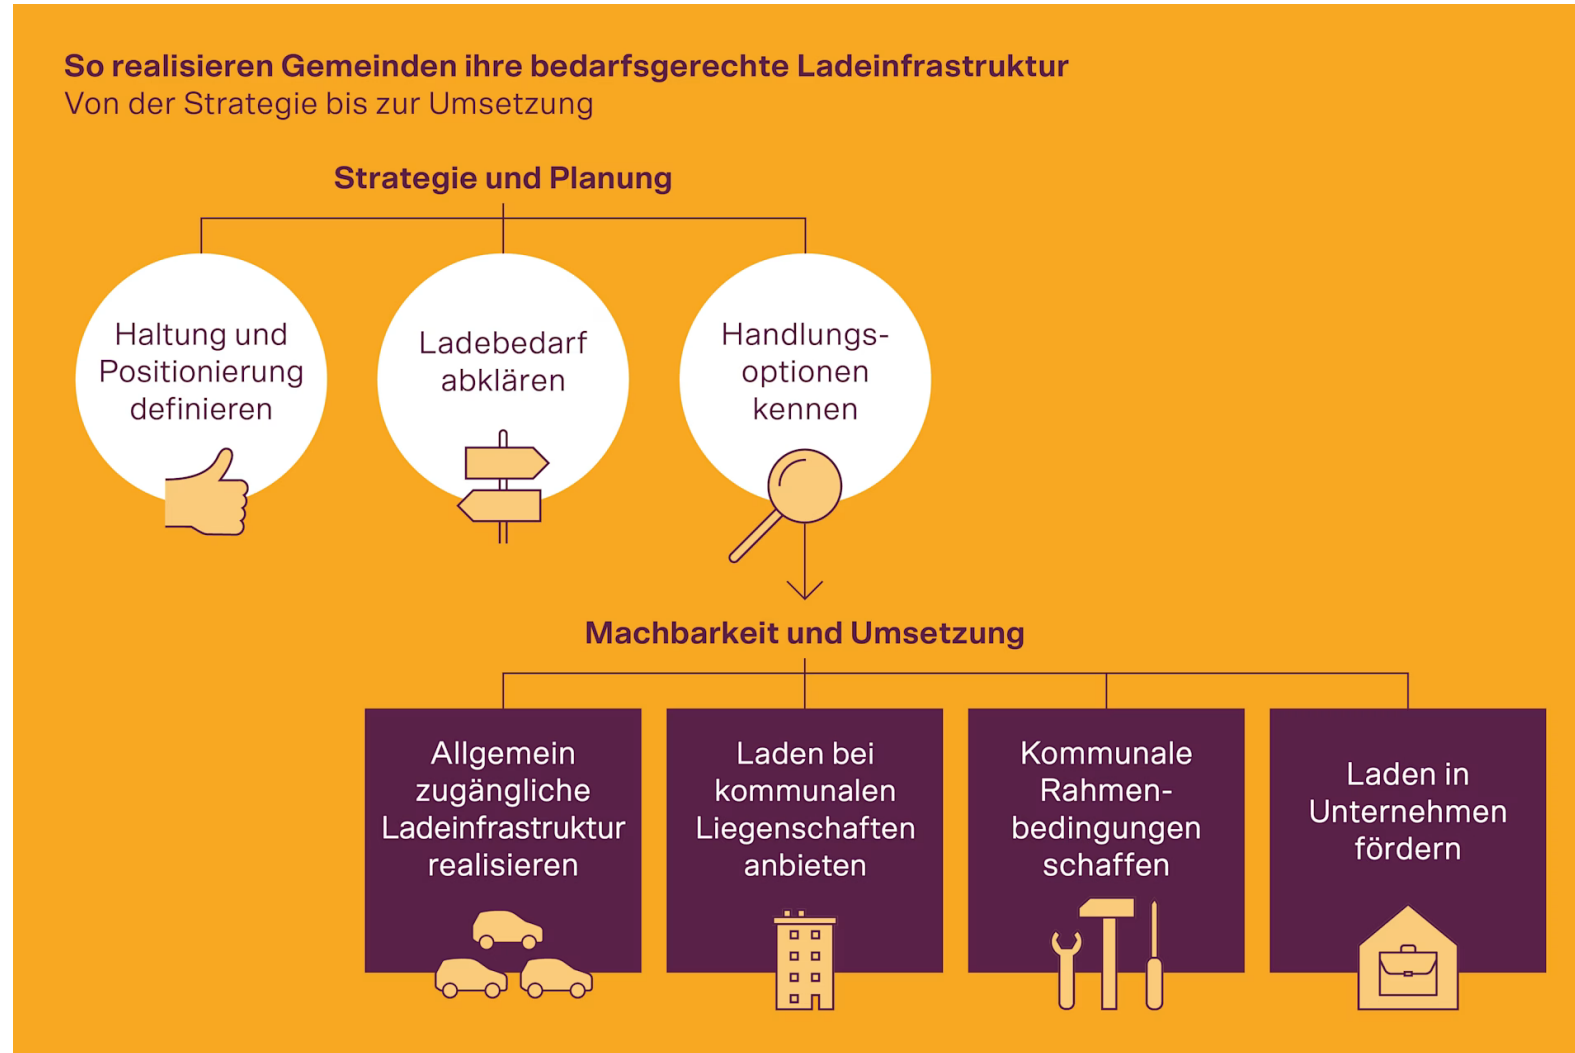 So realisieren Gemeinden ihre bedarfsgerechte Ladeinfrastruktur
Von der Strategie bis zur Umsetzung
Strategie und Planung
Haltung und
Positionierung
definieren
Ladebedarf
abklären
Handlungs-
optionen
kennen
Machbarkeit und Umsetzung
Allgemein
zugängliche
Ladeinfrastruktur
realisieren
Laden bei
kommunalen
Liegenschaften
anbieten
Kommunale
Rahmen-
bedingungen
schaffen
Laden in
Unternehmen
fördern